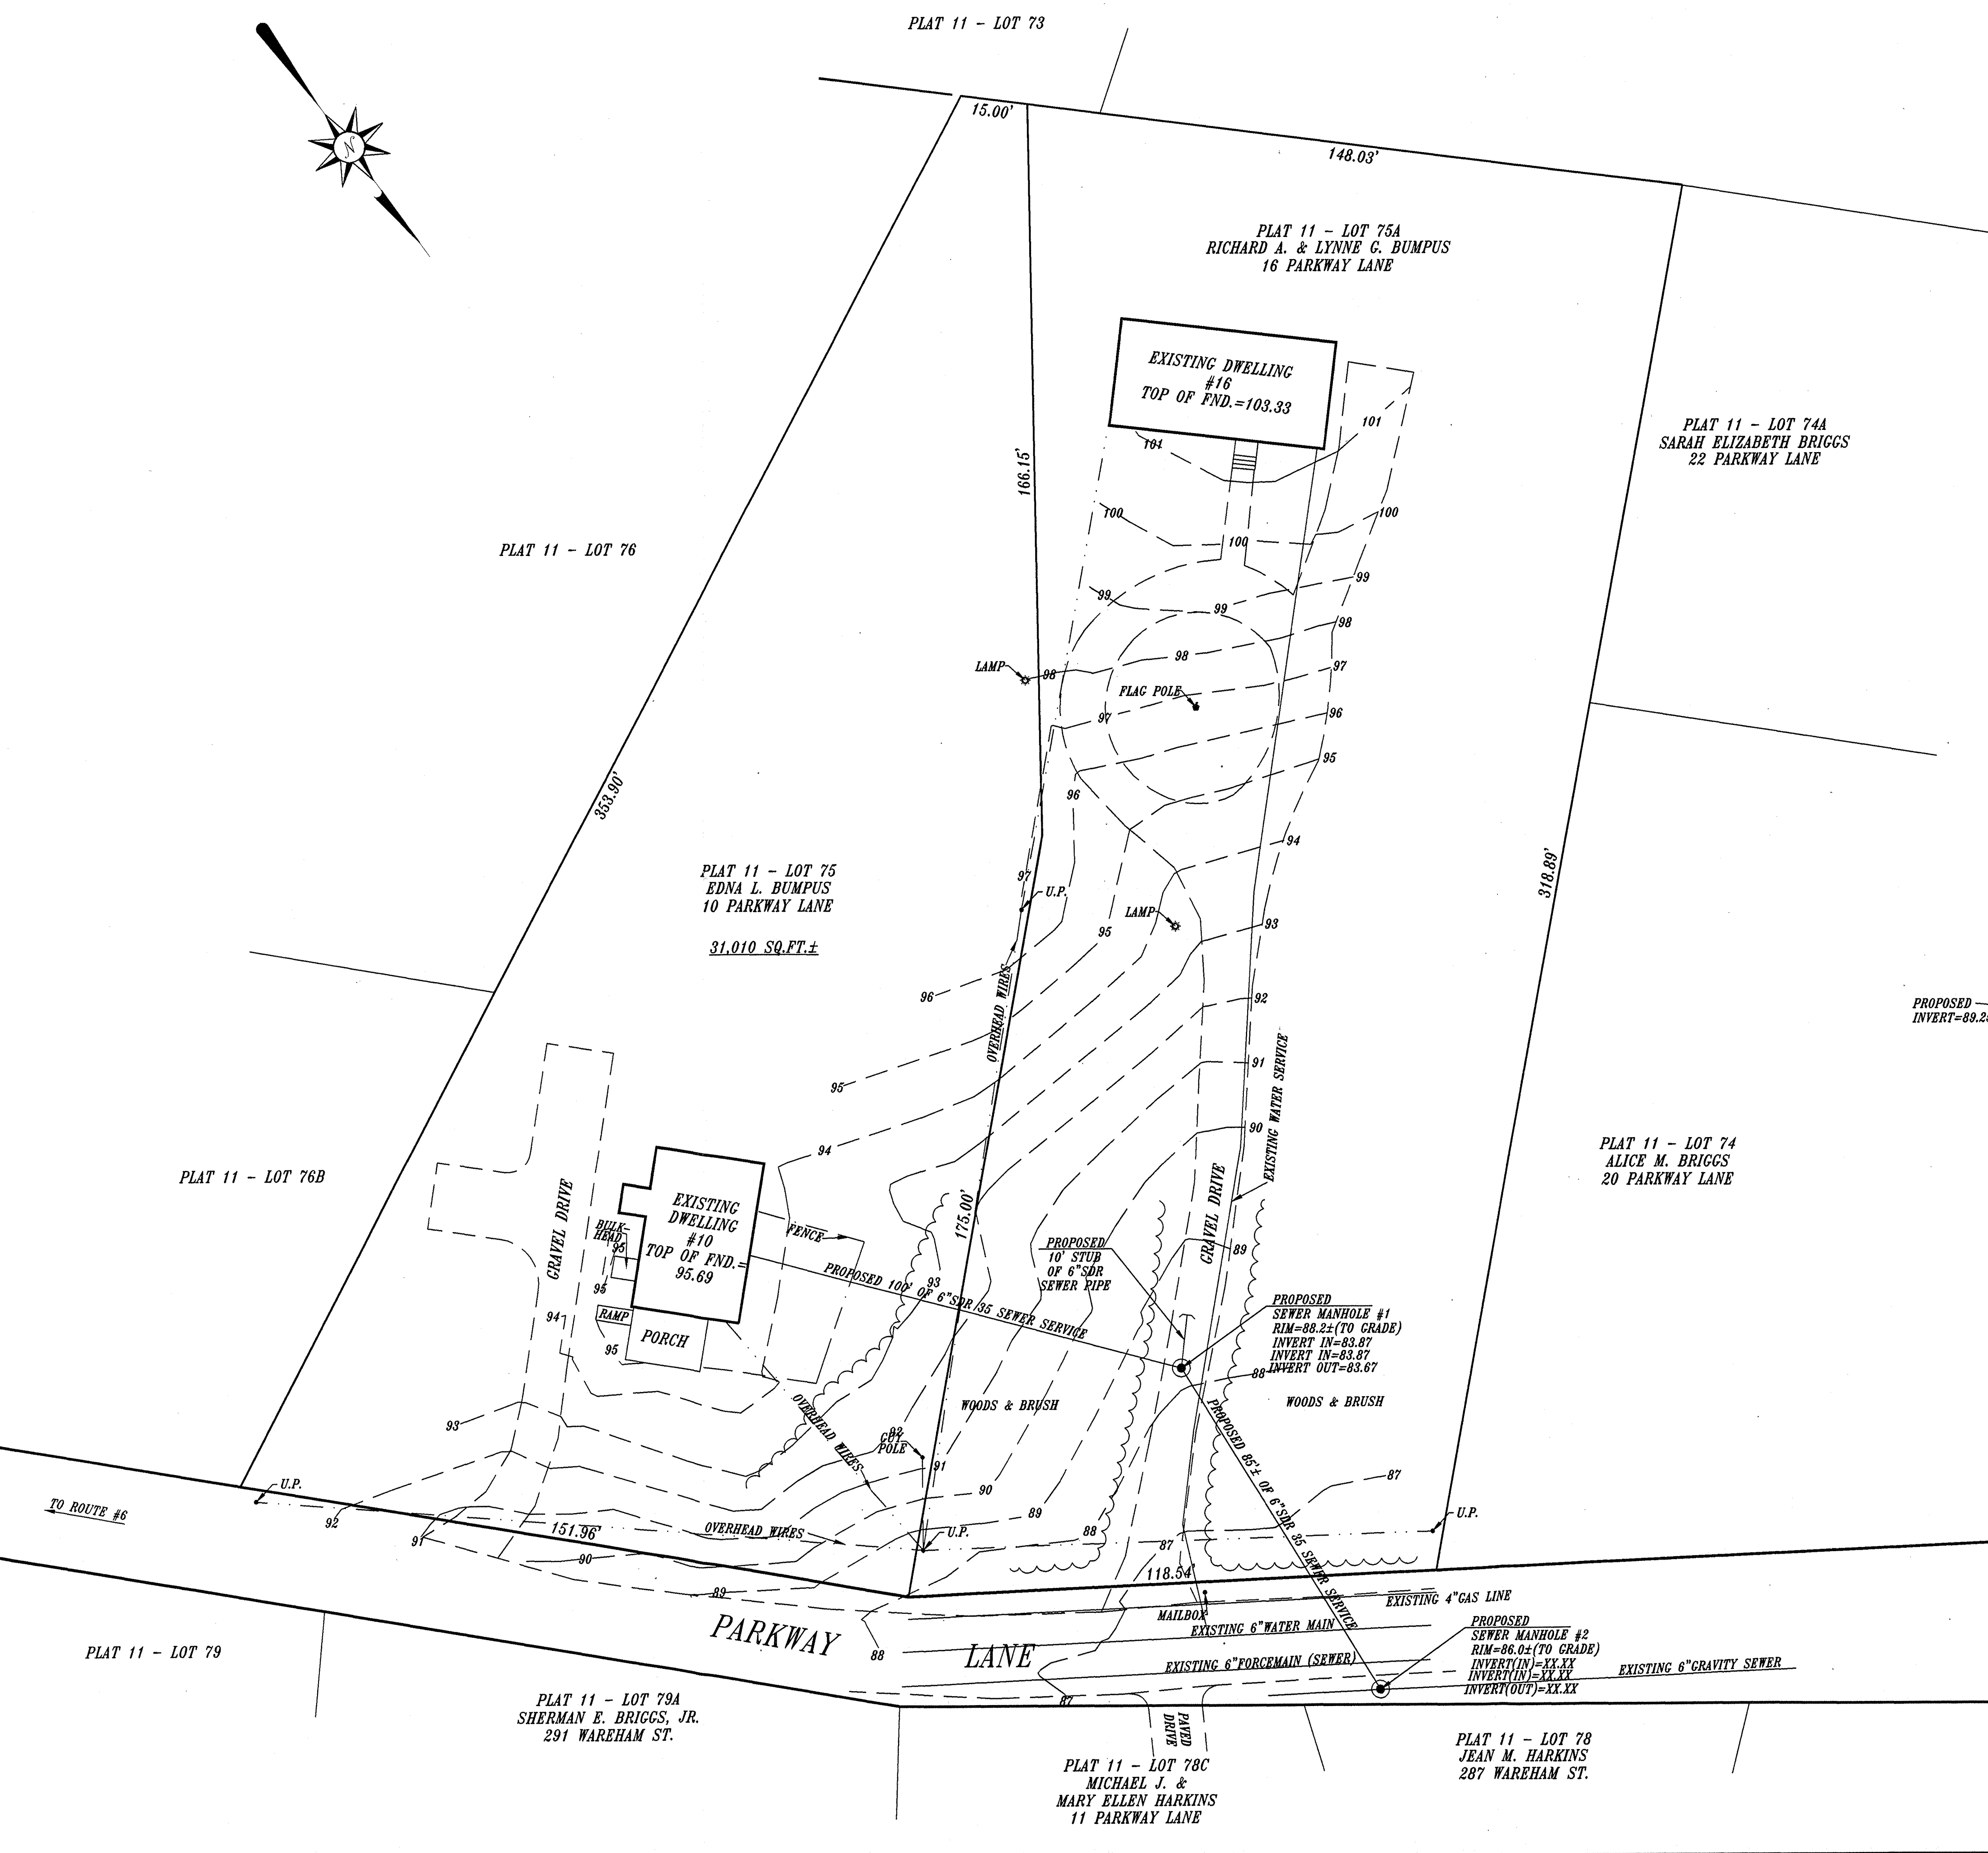 PLAT 11 - LOT 73
N
15.00'
148.03'
PLAT 11 - LOT 75A
RICHARD A. & LYNNE G. BUMPUS
16 PARKWAY LANE
EXISTING DWELLING
#16
TOP OF FND.=103.33
101
101
PLAT 11 - LOT 74A
SARAH ELIZABETH BRIGGS
22 PARKWAY LANE
166.15'
100
100
100
PLAT 11 - LOT 76
99
99
99
98
98
98
LAMP
97
FLAG POLE
97
96
95
96
353.90'
94
318.89'
PLAT 11 - LOT 75
EDNA L. BUMPUS
10 PARKWAY LANE
31,010 SQ.FT.±
97
U.P.
LAMP
95
93
96
OVERHEAD WIRES
92
PROPOSED
INVERT=89.2
91
EXISTING WATER SERVICE
95
90
94
PLAT 11 - LOT 74
ALICE M. BRIGGS
20 PARKWAY LANE
PLAT 11 - LOT 76B
GRAVEL DRIVE
EXISTING
DWELLING
#10
TOP OF FND.=
95.69
BULK-
HEAD
95
95
FENCE
175.00'
GRAVEL DRIVE
89
PROPOSED
10' STUB
OF 6"SDR
SEWER PIPE
PROPOSED 100' OF 6"SDR 35 SEWER SERVICE
93
RAMP
94
95
PORCH
PROPOSED
SEWER MANHOLE #1
RIM=88.2±(TO GRADE)
INVERT IN=83.87
INVERT IN=83.87
INVERT OUT=83.67
88
WOODS & BRUSH
WOODS & BRUSH
OVERHEAD WIRES
93
92
GUY
POLE
91
90
89
88
87
87
PROPOSED 85'± OF 6"SDR 35 SEWER SERVICE
U.P.
TO ROUTE #6
92
91
151.96'
OVERHEAD WIRES
U.P.
U.P.
90
89
118.54'
MAILBOX
EXISTING 4"GAS LINE
EXISTING 6"WATER MAIN
PARKWAY LANE
88
EXISTING 6"FORCEMAIN (SEWER)
87
PROPOSED
SEWER MANHOLE #2
RIM=86.0±(TO GRADE)
INVERT(IN)=XX.XX
INVERT(IN)=XX.XX
INVERT(OUT)=XX.XX
EXISTING 6"GRAVITY SEWER
PLAT 11 - LOT 79
PLAT 11 - LOT 79A
SHERMAN E. BRIGGS, JR.
291 WAREHAM ST.
PAVED
DRIVE
PLAT 11 - LOT 78C
MICHAEL J. &
MARY ELLEN HARKINS
11 PARKWAY LANE
PLAT 11 - LOT 78
JEAN M. HARKINS
287 WAREHAM ST.